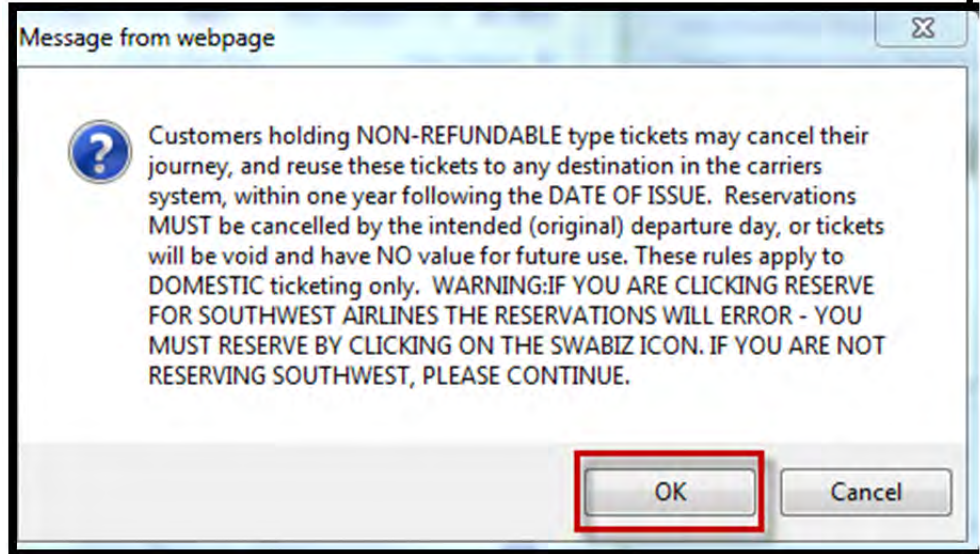 Message from webpage
Customers holding NON-REFUNDABLE type tickets may cancel their
journey, and reuse these tickets to any destination in the carriers
system, within one year following the DATE OF ISSUE.  Reservations
MUST be cancelled by the intended (original) departure day, or tickets
will be void and have NO value for future use. These rules apply to
DOMESTIC ticketing only.  WARNING:IF YOU ARE CLICKING RESERVE
FOR SOUTHWEST AIRLINES THE RESERVATIONS WILL ERROR - YOU
MUST RESERVE BY CLICKING ON THE SWABIZ ICON. IF YOU ARE NOT
RESERVING SOUTHWEST, PLEASE CONTINUE.
OK
Cancel